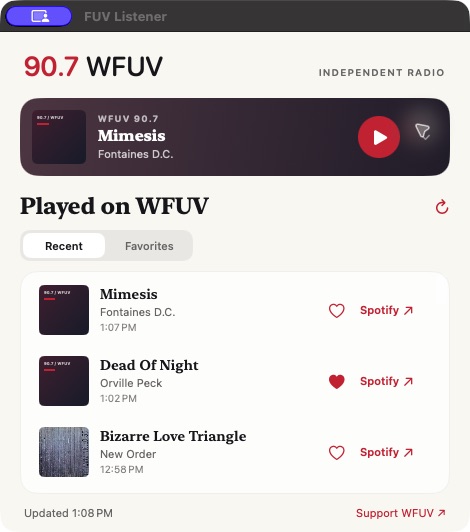 FUV Listener
90.7 WFUV
INDEPENDENT RADIO
90.7 / WFUV
WFUV 90.7
Mimesis
Fontaines D.C.
Played on WFUV
Recent
Favorites
90.7 / WFUV
Mimesis
Fontaines D.C.
1:07 PM
Spotify ↗
90.7 / WFUV
Dead Of Night
Orville Peck
1:02 PM
Spotify ↗
Bizarre Love Triangle
New Order
12:58 PM
Spotify ↗
Updated 1:08 PM
Support WFUV ↗